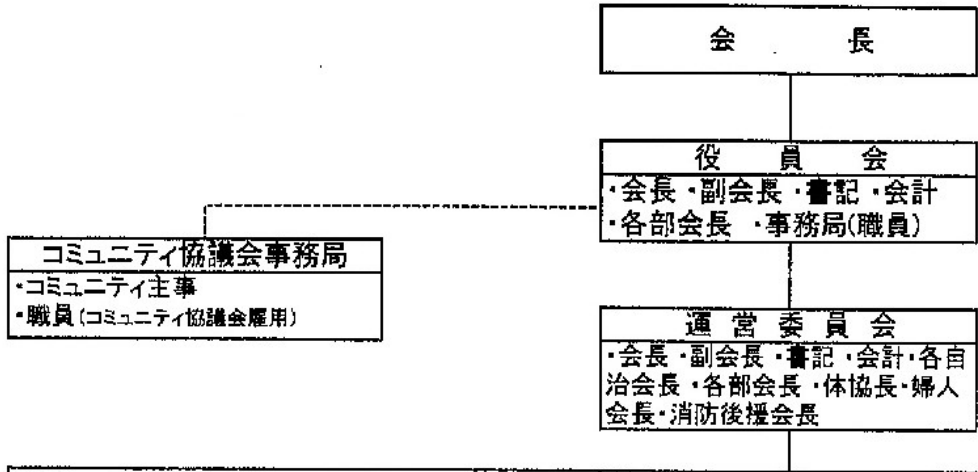 会長
役員会
・会長・副会長・書記・会計
・各部会長・事務局(職員)
コミュニティ協議会事務局
・コミュニティ主事
・職員(コミュニティ協議会雇用)
運営委員会
・会長・副会長・書記・会計・各自
治会長・各部会長・体協長・婦人
会長・消防後援会長